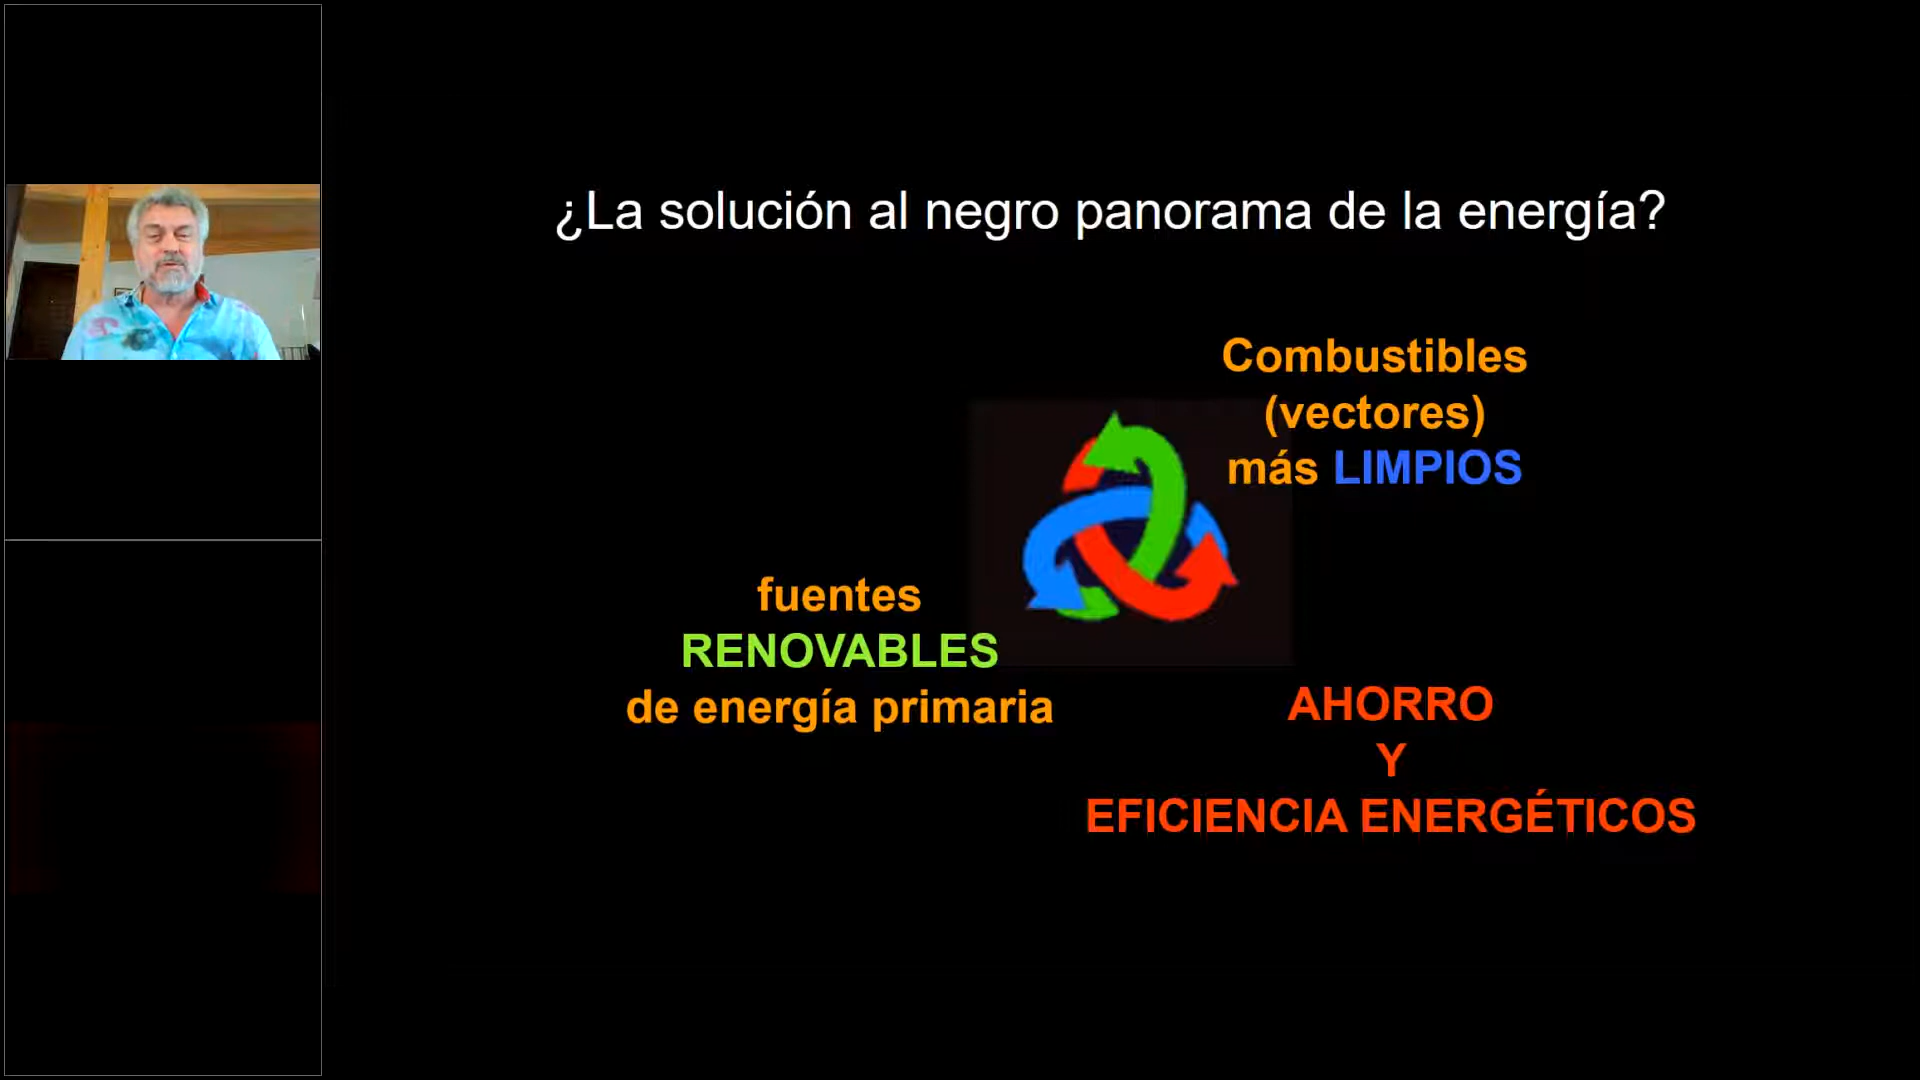 ¿La solución al negro panorama de la energía?
Combustibles
(vectores)
más LIMPIOS
fuentes
RENOVABLES
de energía primaria
AHORRO
Y
EFICIENCIA ENERGÉTICOS